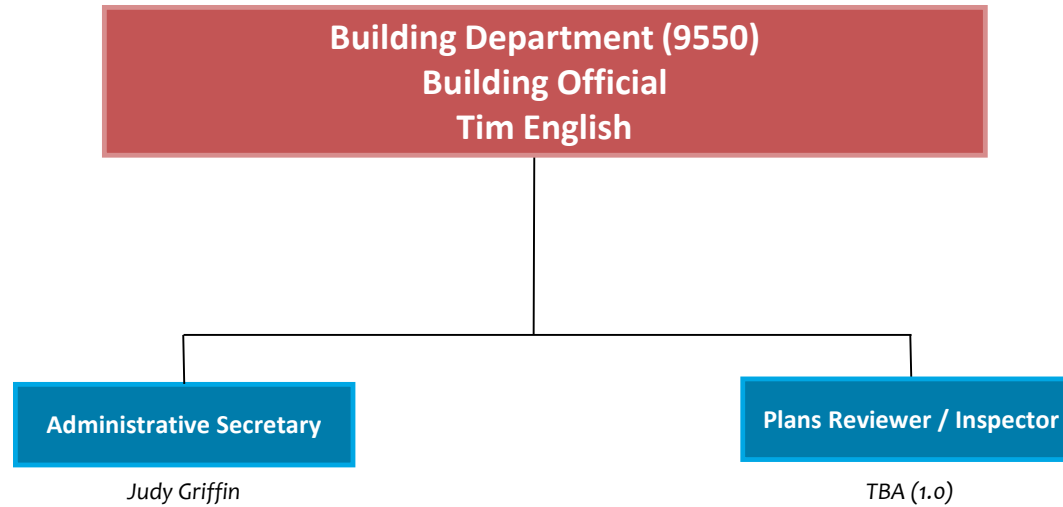 Building Department (9550)
Building Official
Tim English
Administrative Secretary
Judy Griffin
Plans Reviewer / Inspector
TBA (1.0)